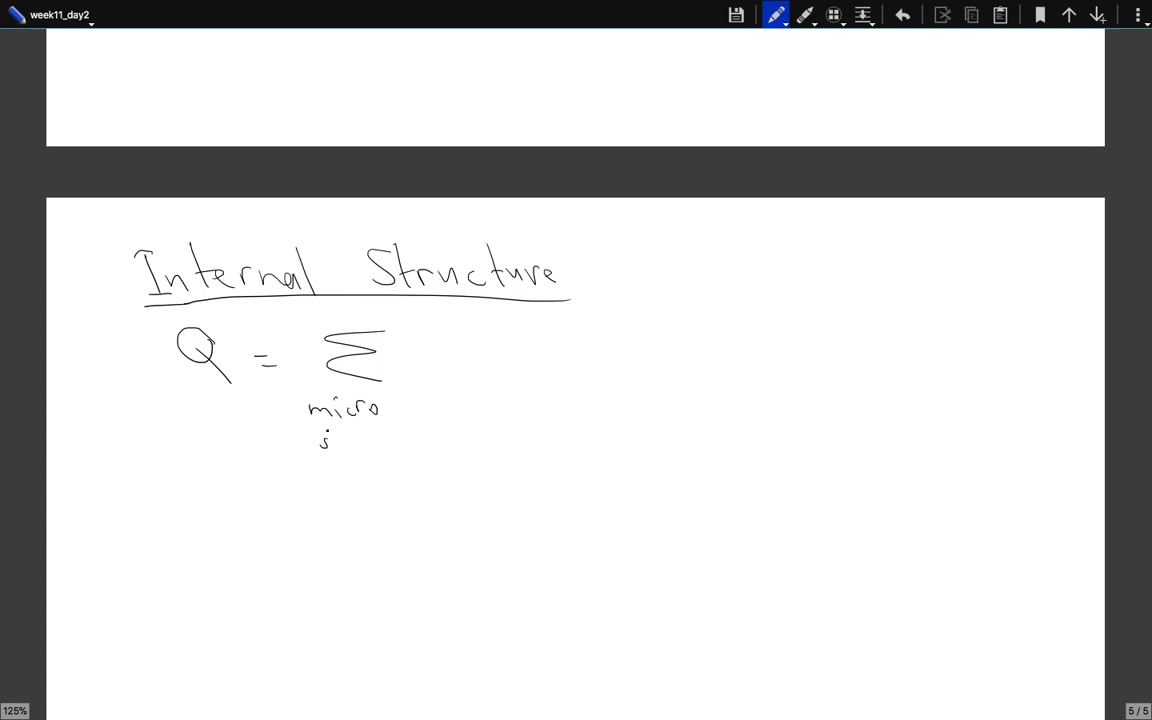 week11_day2
Internal Structure
Q = Σ
micro
i
125%
5 / 5